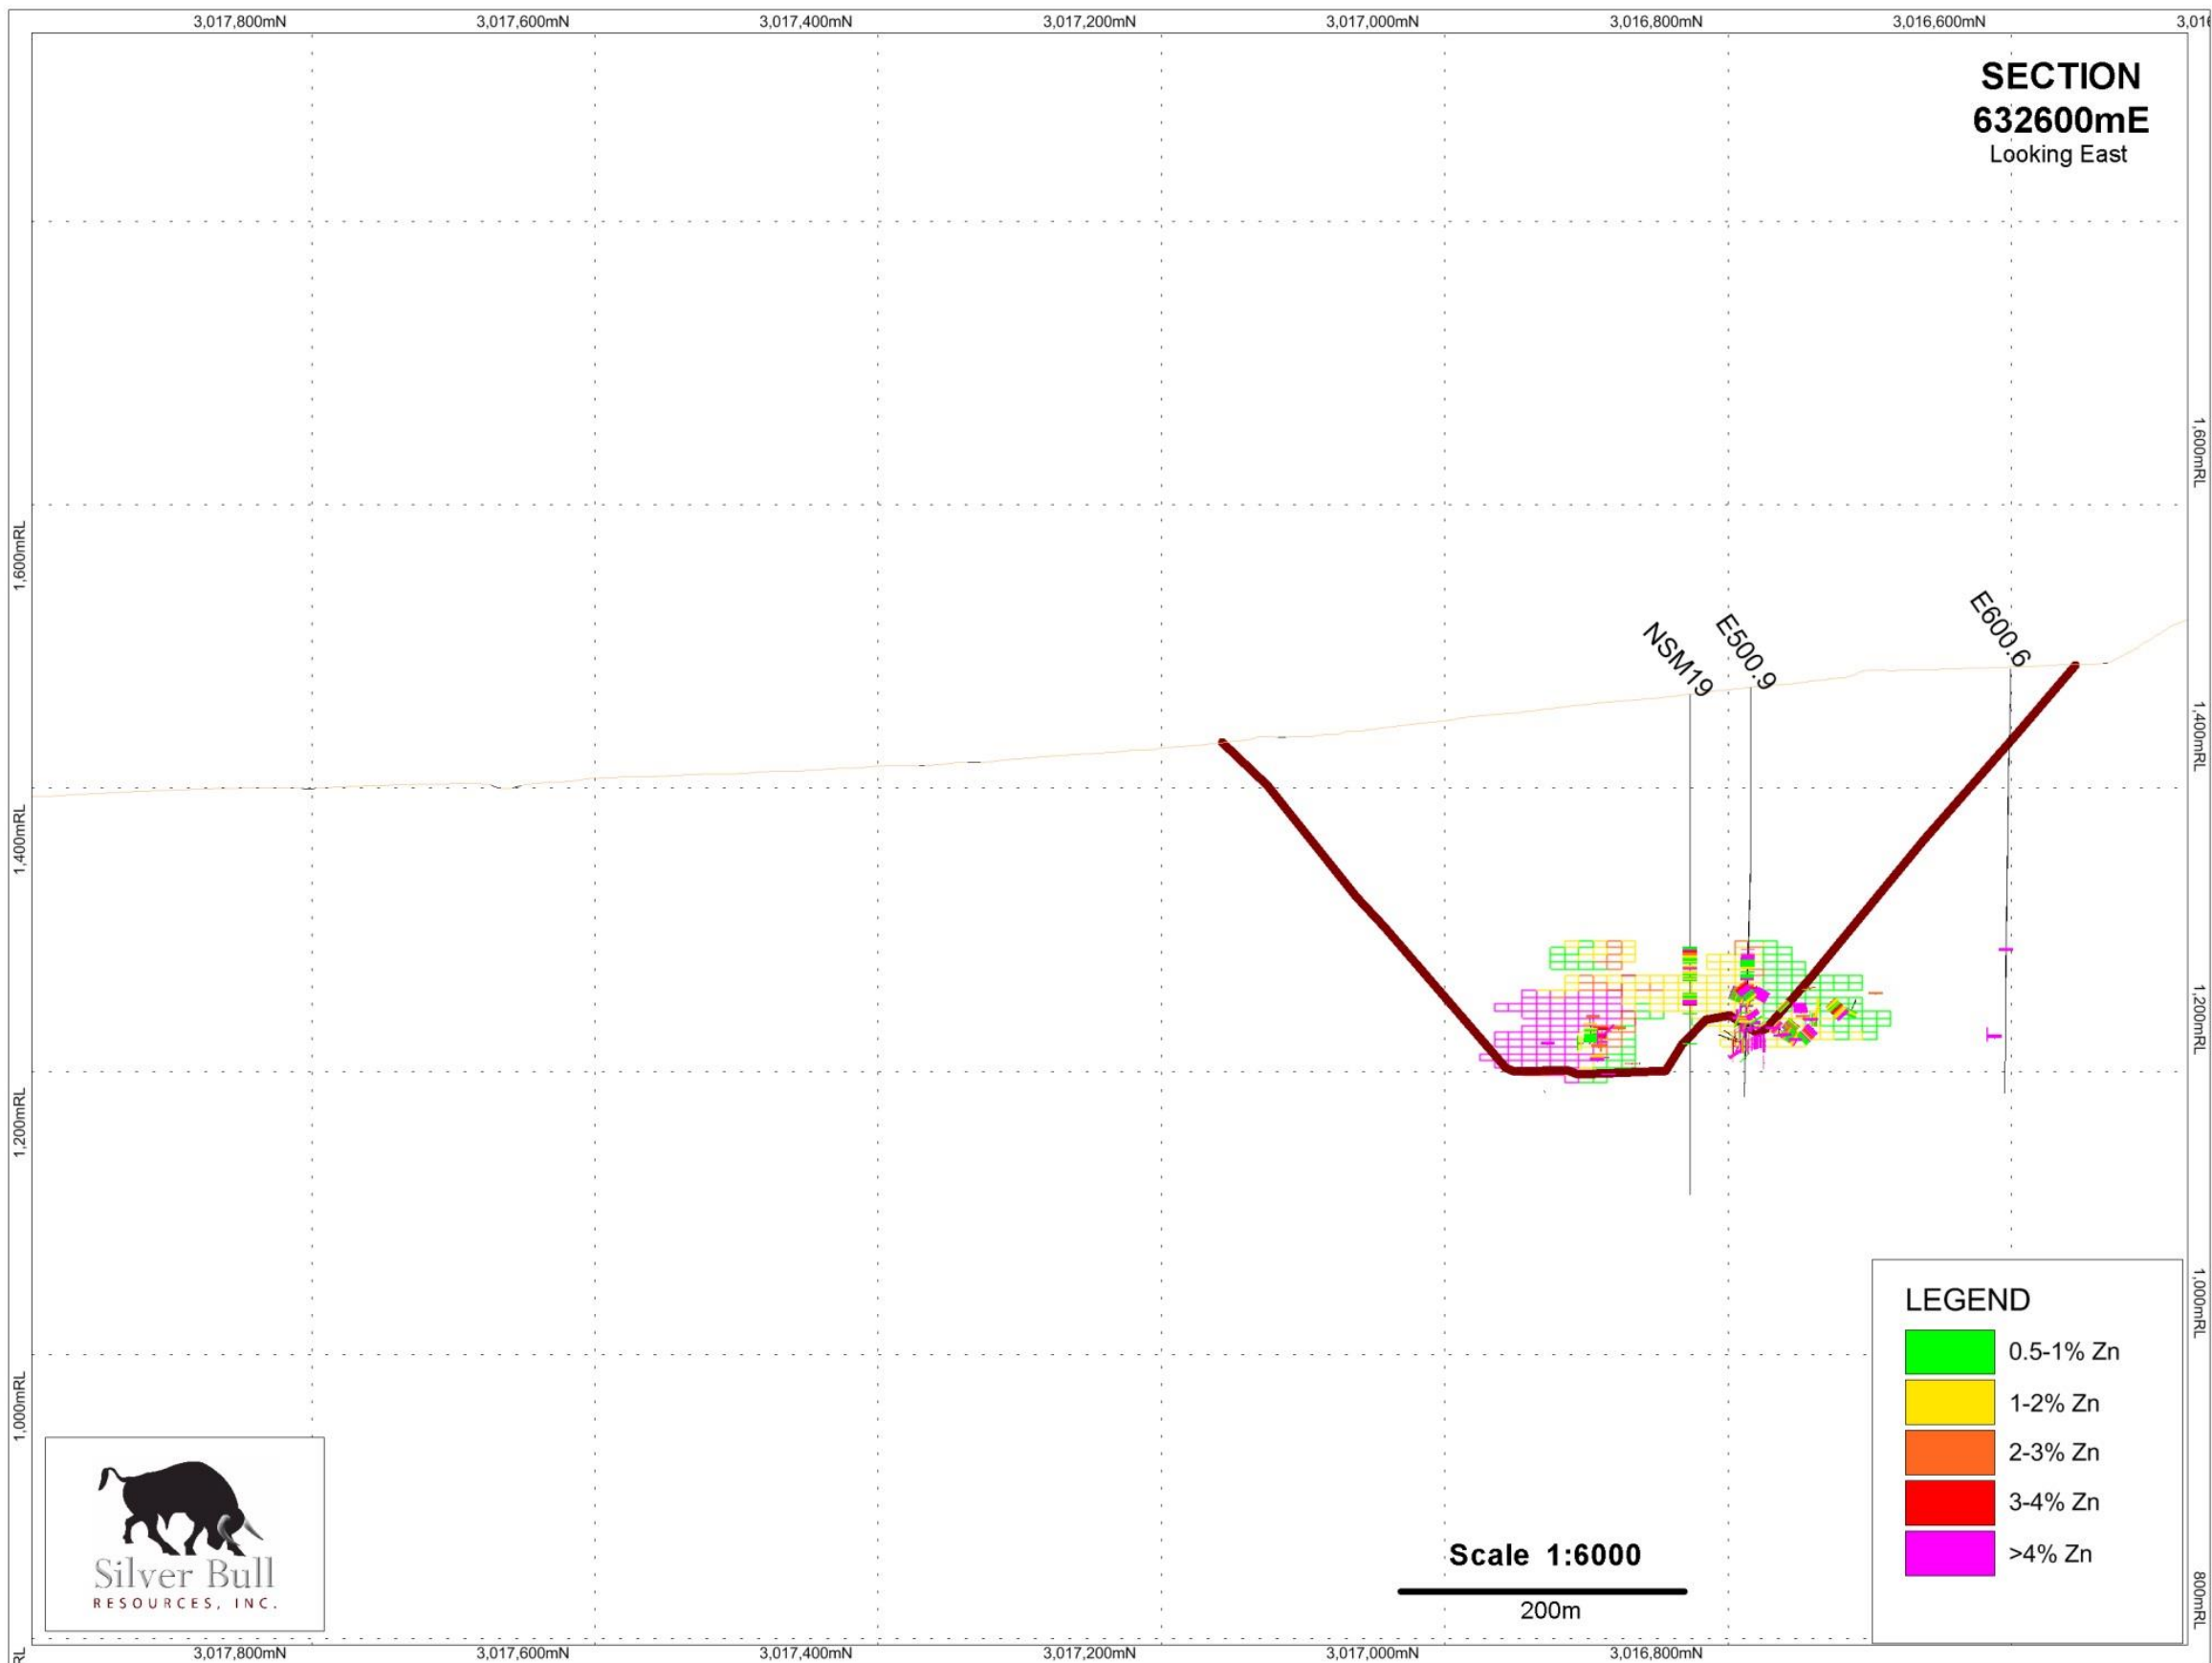 3,017,800mN 3,017,600mN 3,017,400mN 3,017,200mN 3,017,000mN 3,016,800mN 3,016,600mN 3,016
SECTION
632600mE
Looking East
1,600mRL
1,600mRL
NSM19
E500.9
E600.6
1,400mRL
1,400mRL
1,200mRL
1,200mRL
1,000mRL
LEGEND
0.5-1% Zn
1-2% Zn
2-3% Zn
3-4% Zn
>4% Zn
1,000mRL
Silver Bull
RESOURCES, INC.
Scale 1:6000
200m
800mRL
RL
3,017,800mN 3,017,600mN 3,017,400mN 3,017,200mN 3,017,000mN 3,016,800mN